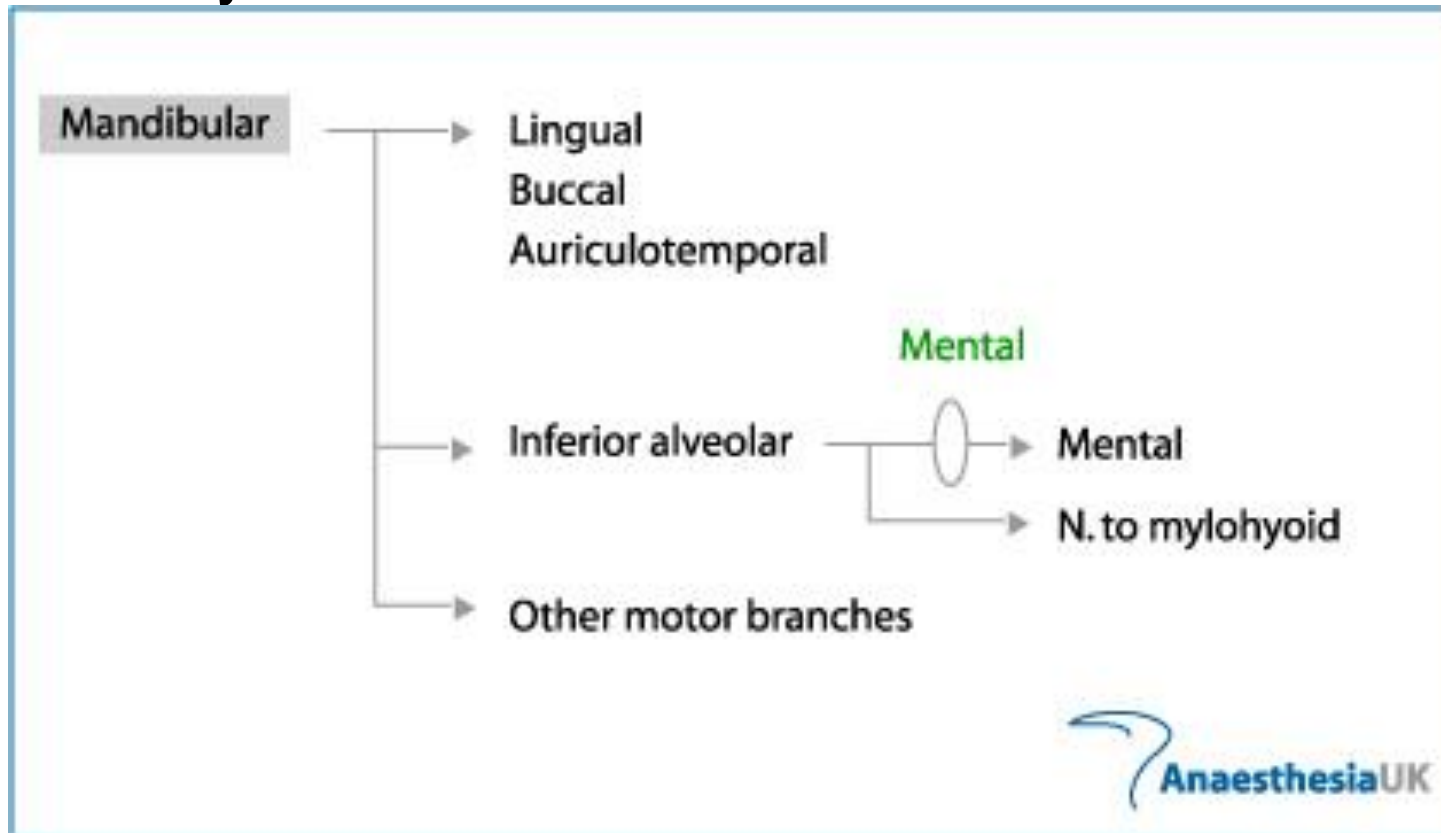 Mandibular
Lingual
Buccal
Auriculotemporal
Mental
Inferior alveolar
Mental
N. to mylohyoid
Other motor branches
AnaesthesiaUK